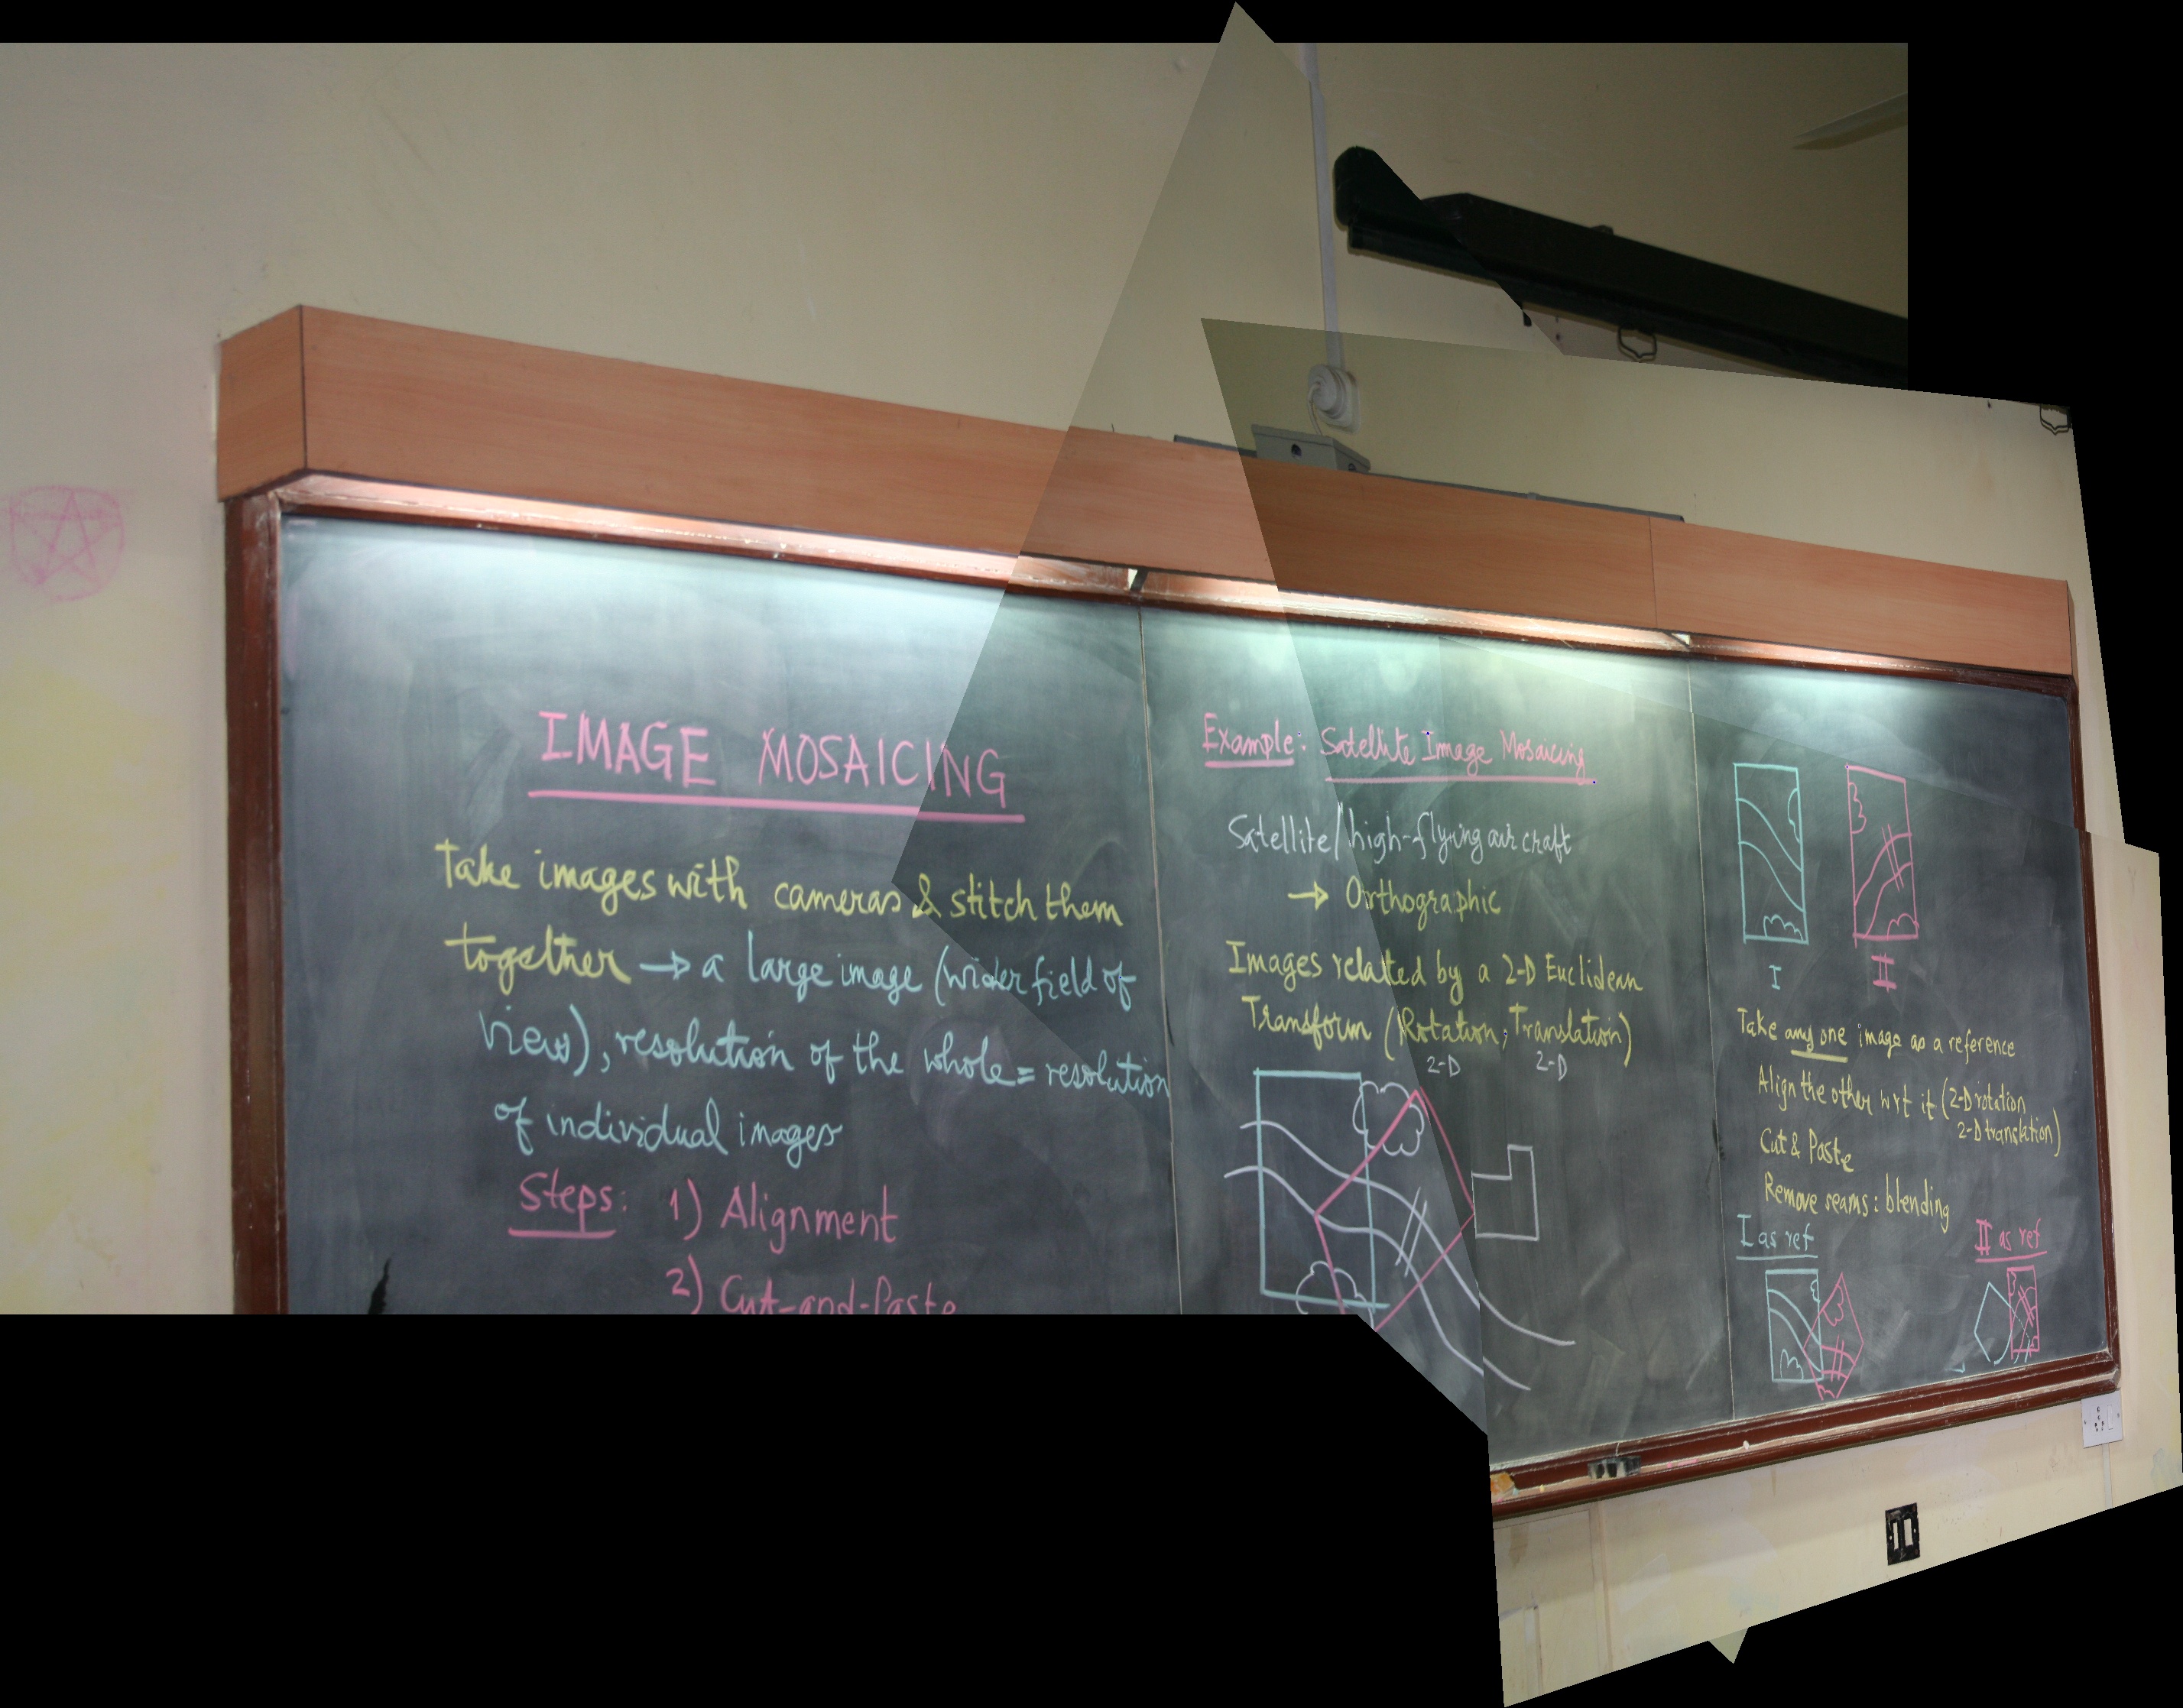 IMAGE MOSAICING
Take images with cameras & stitch them
together → a large image (wider field of
view), resolution of the whole = resolution
of individual images
Steps: 1) Alignment
2) Cut-and-Paste
Example: Satellite Image Mosaicing
Satellite/high-flying air craft
→ Orthographic
Images related by a 2-D Euclidean
Transform (Rotation, Translation)
2-D 2-D
I II
Take any one image as a reference
Align the other wrt it (2-D rotation
2-D translation)
Cut & Paste
Remove seams: blending
I as ref II as ref